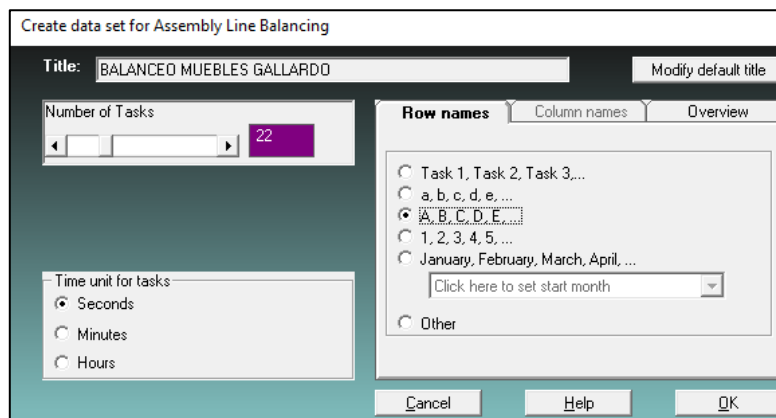 Create data set for Assembly Line Balancing
Title: BALANCEO MUEBLES GALLARDO
Modify default title
Number of Tasks
22
Row names Column names Overview
Task 1, Task 2, Task 3,...
a, b, c, d, e, ...
A, B, C, D, E, ...
1, 2, 3, 4, 5, ...
January, February, March, April, ...
Click here to set start month
Other
Time unit for tasks
Seconds
Minutes
Hours
Cancel Help OK